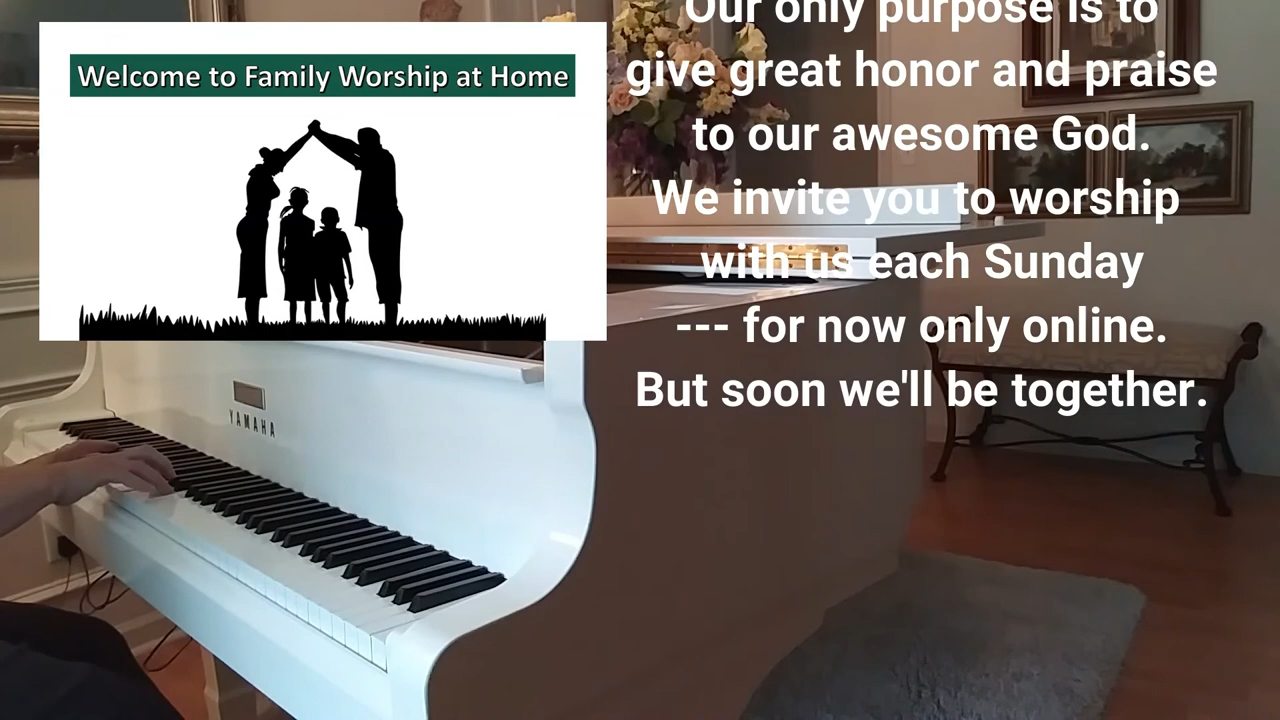 Welcome to Family Worship at Home
Our only purpose is to
give great honor and praise
to our awesome God.
We invite you to worship
with us each Sunday
--- for now only online.
But soon we'll be together.
YAMAHA